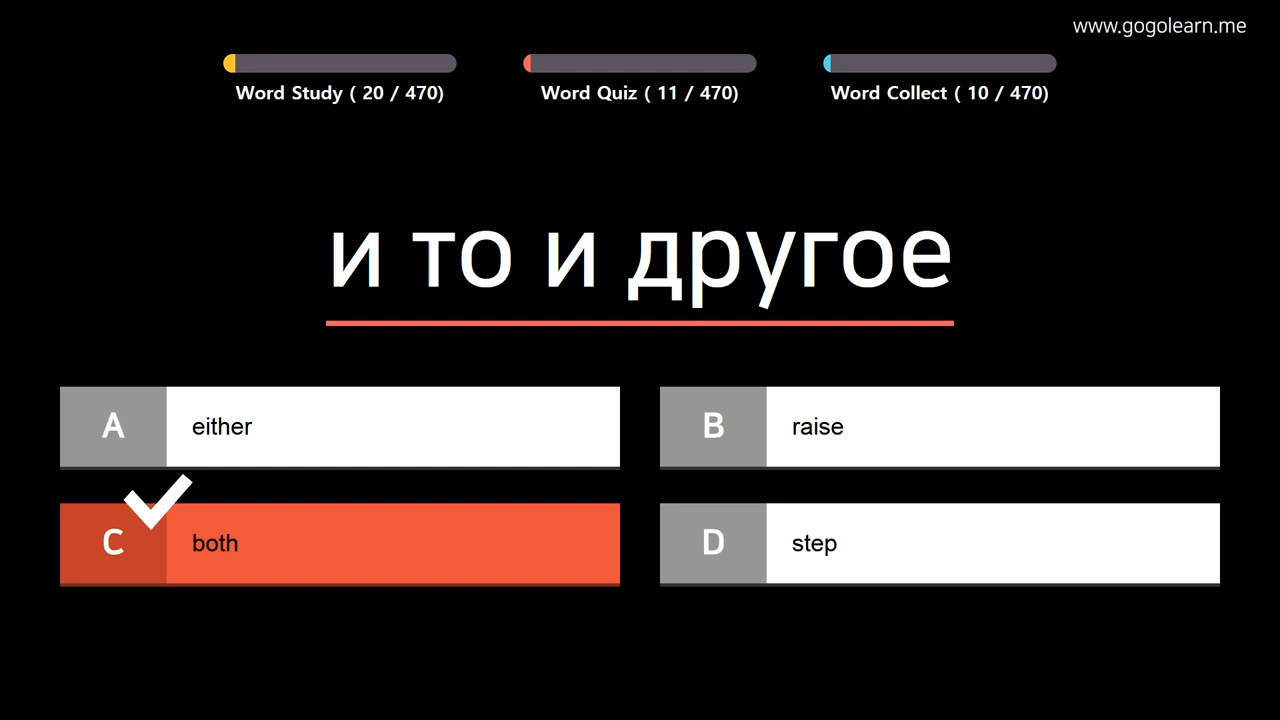 www.gogolearn.me
Word Study ( 20 / 470)
Word Quiz ( 11 / 470)
Word Collect ( 10 / 470)
и то и другое
A either
B raise
C both
D step